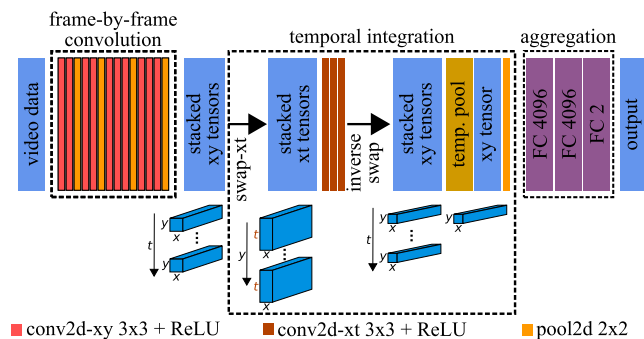 frame-by-frame
convolution
temporal integration
aggregation
video data
stacked
xy tensors
swap-xt
stacked
xt tensors
inverse
swap
stacked
xy tensors
temp. pool
xy tensor
FC 4096
FC 4096
FC 2
output
t
y
x
y
x
y
t
x
t
x
t
y
x
y
x
y
x
conv2d-xy 3x3 + ReLU
conv2d-xt 3x3 + ReLU
pool2d 2x2